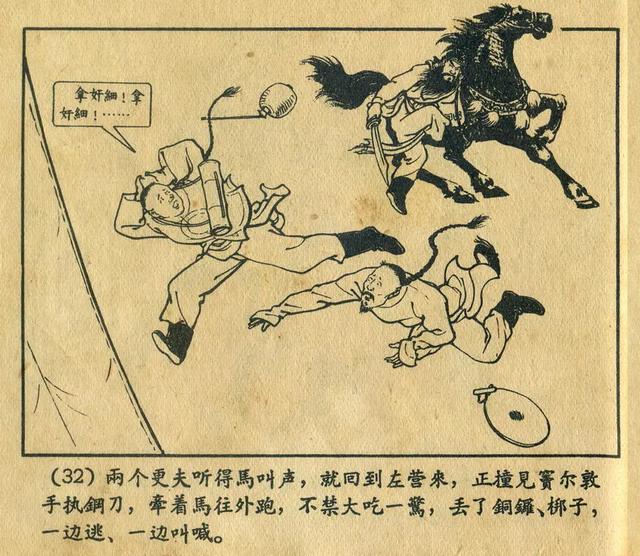 拿奸細！拿
奸細！……
(32) 兩个更夫听得馬叫声，就回到左营來，正撞見竇尔敦
手执鋼刀，牽着馬往外跑，不禁大吃一驚，丢了銅鑼、梆子，
一边逃、一边叫喊。